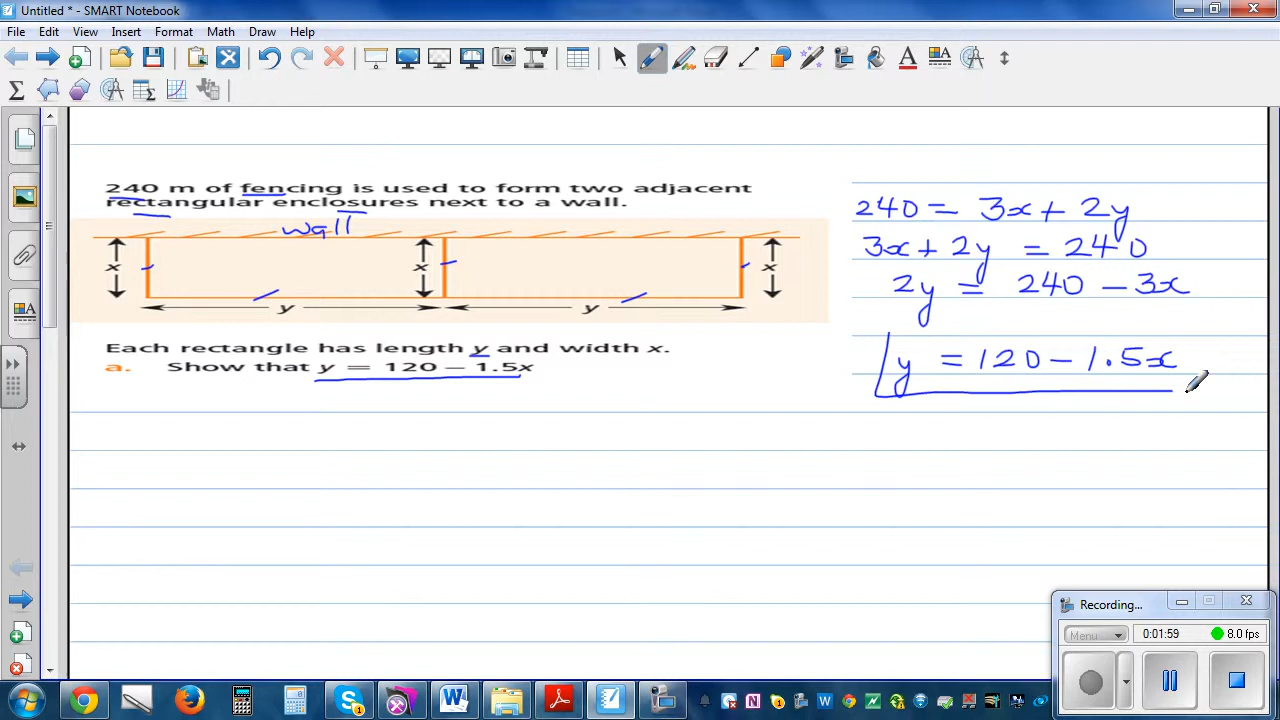 Untitled * - SMART Notebook
File Edit View Insert Format Math Draw Help
240 m of fencing is used to form two adjacent
rectangular enclosures next to a wall.
wall
x x x
y y
Each rectangle has length y and width x.
a. Show that y = 120 – 1.5x
240 = 3x + 2y
3x + 2y = 240
2y = 240 – 3x
y = 120 – 1.5x
Recording...
Menu 0:01:59 8.0 fps